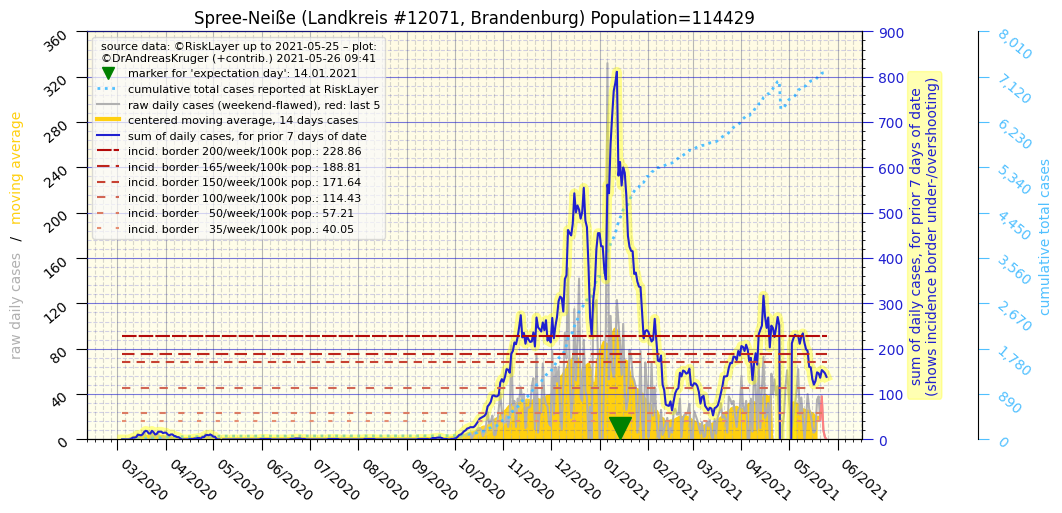 Spree-Neiße (Landkreis #12071, Brandenburg) Population=114429
source data: ©RiskLayer up to 2021-05-25 – plot:
©DrAndreasKruger (+contrib.) 2021-05-26 09:41
marker for 'expectation day': 14.01.2021
cumulative total cases reported at RiskLayer
raw daily cases (weekend-flawed), red: last 5
centered moving average, 14 days cases
sum of daily cases, for prior 7 days of date
incid. border 200/week/100k pop.: 228.86
incid. border 165/week/100k pop.: 188.81
incid. border 150/week/100k pop.: 171.64
incid. border 100/week/100k pop.: 114.43
incid. border 50/week/100k pop.: 57.21
incid. border 35/week/100k pop.: 40.05
raw daily cases / moving average
360
320
280
240
200
160
120
80
40
0
03/2020
04/2020
05/2020
06/2020
07/2020
08/2020
09/2020
10/2020
11/2020
12/2020
01/2021
02/2021
03/2021
04/2021
05/2021
06/2021
900
800
700
600
500
400
300
200
100
0
sum of daily cases, for prior 7 days of date
(shows incidence border under-/overshooting)
8,010
7,120
6,230
5,340
4,450
3,560
2,670
1,780
890
0
cumulative total cases